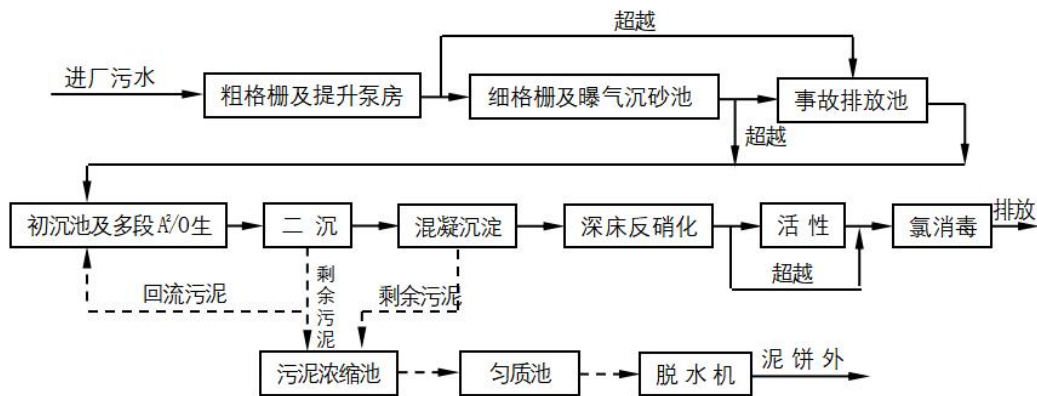 超越
进厂污水
粗格栅及提升泵房
细格栅及曝气沉砂池
事故排放池
超越
初沉池及多段A²/O生
二 沉
混凝沉淀
深床反硝化
活 性
氯消毒
排放
超越
回流污泥
剩余污泥
剩余污泥
污泥浓缩池
匀质池
脱水机
泥饼外